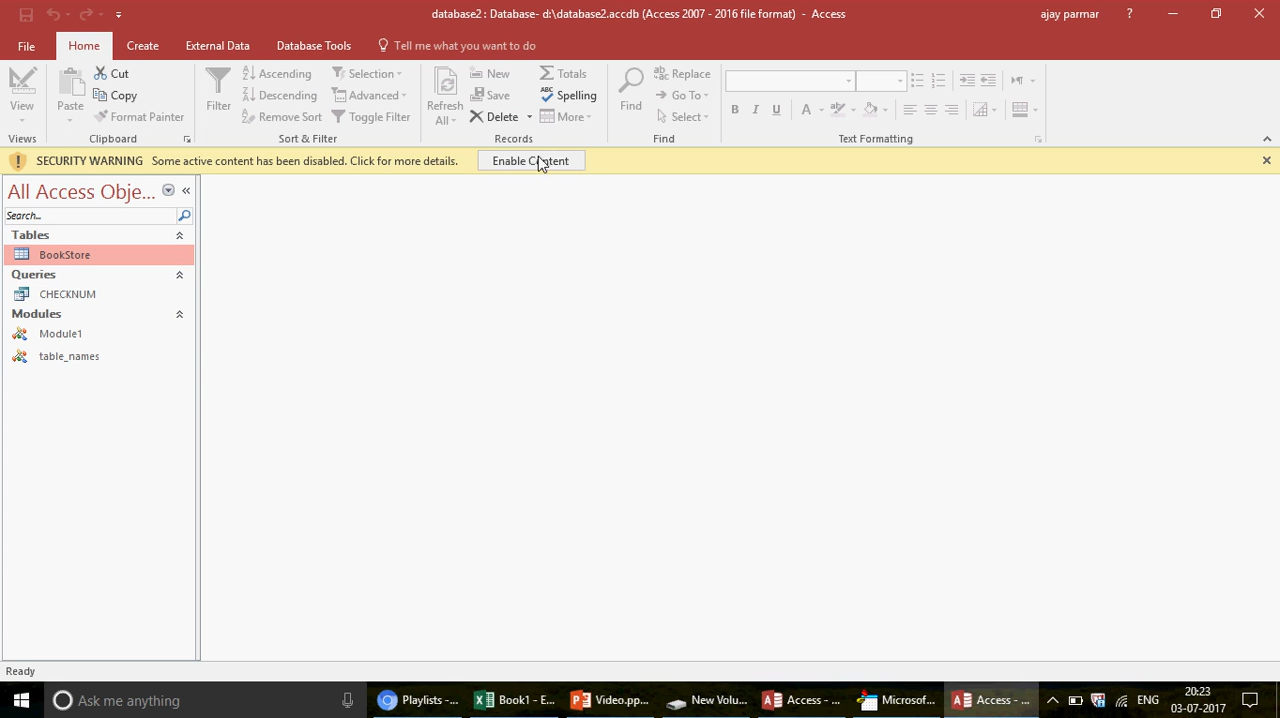 database2 : Database- d:\database2.accdb (Access 2007 - 2016 file format) - Access
ajay parmar
?
File
Home
Create
External Data
Database Tools
Tell me what you want to do
View
Paste
Cut
Copy
Format Painter
Filter
Ascending
Descending
Remove Sort
Selection
Advanced
Toggle Filter
Refresh
All
New
Save
Delete
Totals
Spelling
More
Find
Replace
Go To
Select
B I U
A
Views
Clipboard
Sort & Filter
Records
Find
Text Formatting
SECURITY WARNING Some active content has been disabled. Click for more details.
Enable Content
All Access Obje...
Search...
Tables
BookStore
Queries
CHECKNUM
Modules
Module1
table_names
Ready
Ask me anything
Playlists -...
Book1 - E...
Video.pp...
New Volu...
Access - ...
Microsof...
Access - ...
ENG
20:23
03-07-2017